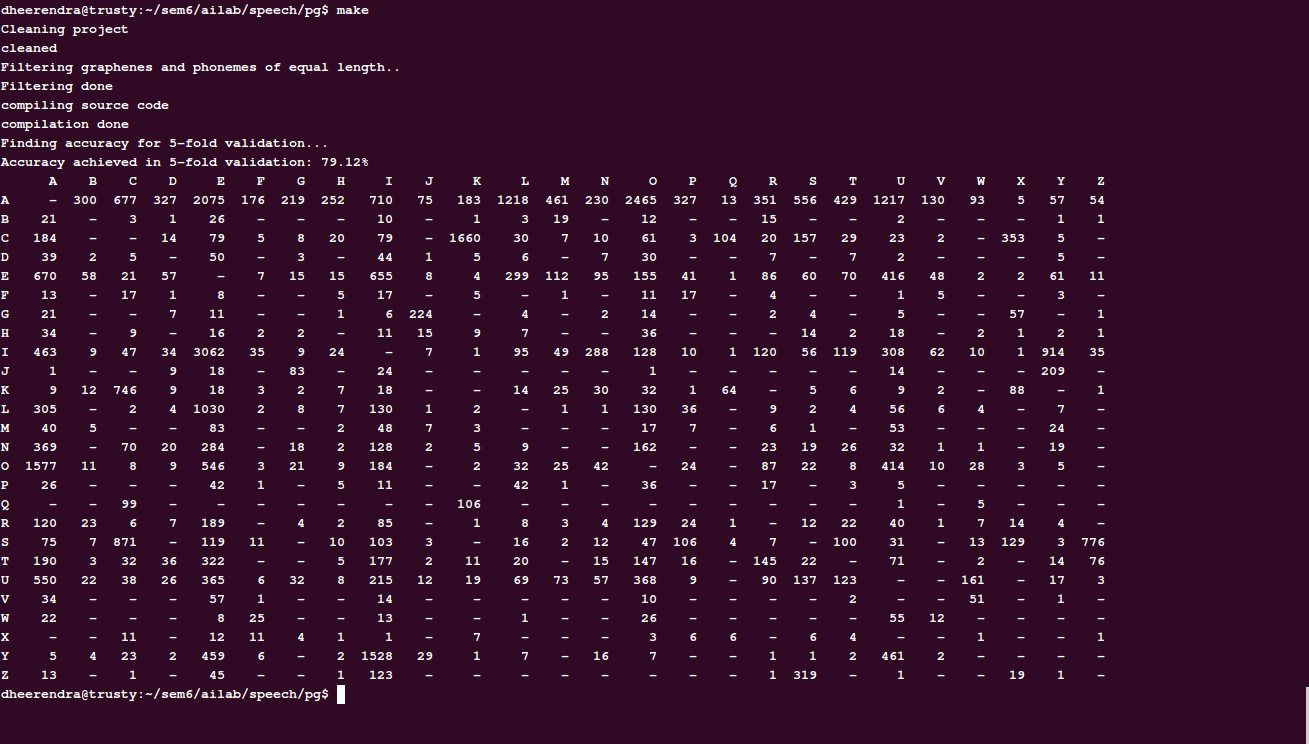 dheerendra@trusty:~/sem6/ailab/speech/pg$ make
Cleaning project
cleaned
Filtering graphenes and phonemes of equal length..
Filtering done
compiling source code
compilation done
Finding accuracy for 5-fold validation...
Accuracy achieved in 5-fold validation: 79.12%
A B C D E F G H I J K L M N O P Q R S T U V W X Y Z
A – 300 677 327 2075 176 219 252 710 75 183 1218 461 230 2465 327 13 351 556 429 1217 130 93 5 57 54
B 21 – 3 1 26 – – – 10 – 1 3 19 – 12 – – 15 – – 2 – – – 1 1
C 184 – – 14 79 5 8 20 79 – 1660 30 7 10 61 3 104 20 157 29 23 2 – 353 5 –
D 39 2 5 – 50 – 3 – 44 1 5 6 – 7 30 – – 7 – 7 2 – – – 5 –
E 670 58 21 57 – 7 15 15 655 8 4 299 112 95 155 41 1 86 60 70 416 48 2 2 61 11
F 13 – 17 1 8 – – 5 17 – 5 – 1 – 11 17 – 4 – – 1 5 – – 3 –
G 21 – – 7 11 – – 1 6 224 – 4 – 2 14 – – 2 4 – 5 – – 57 – 1
H 34 – 9 – 16 2 2 – 11 15 9 7 – – 36 – – – 14 2 18 – 2 1 2 1
I 463 9 47 34 3062 35 9 24 – 7 1 95 49 288 128 10 1 120 56 119 308 62 10 1 914 35
J 1 – – 9 18 – 83 – 24 – – – – – 1 – – – – – 14 – – – 209 –
K 9 12 746 9 18 3 2 7 18 – – 14 25 30 32 1 64 – 5 6 9 2 – 88 – 1
L 305 – 2 4 1030 2 8 7 130 1 2 – 1 1 130 36 – 9 2 4 56 6 4 – 7 –
M 40 5 – – 83 – – 2 48 7 3 – – – 17 7 – 6 1 – 53 – – – 24 –
N 369 – 70 20 284 – 18 2 128 2 5 9 – – 162 – – 23 19 26 32 1 1 – 19 –
O 1577 11 8 9 546 3 21 9 184 – 2 32 25 42 – 24 – 87 22 8 414 10 28 3 5 –
P 26 – – – 42 1 – 5 11 – – 42 1 – 36 – – 17 – 3 5 – – – – –
Q – – 99 – – – – – – – 106 – – – – – – – – – 1 – 5 – – –
R 120 23 6 7 189 – 4 2 85 – 1 8 3 4 129 24 1 – 12 22 40 1 7 14 4 –
S 75 7 871 – 119 11 – 10 103 3 – 16 2 12 47 106 4 7 – 100 31 – 13 129 3 776
T 190 3 32 36 322 – – 5 177 2 11 20 – 15 147 16 – 145 22 – 71 – 2 – 14 76
U 550 22 38 26 365 6 32 8 215 12 19 69 73 57 368 9 – 90 137 123 – – 161 – 17 3
V 34 – – – 57 1 – – 14 – – – – – 10 – – – – 2 – – 51 – 1 –
W 22 – – – 8 25 – – 13 – – 1 – – 26 – – – – – 55 12 – – – –
X – – 11 – 12 11 4 1 1 – 7 – – – 3 6 6 – 6 4 – – 1 – – 1
Y 5 4 23 2 459 6 – 2 1528 29 1 7 – 16 7 – – 1 1 2 461 2 – – – –
Z 13 – 1 – 45 – – 1 123 – – – – – – – – 1 319 – 1 – – 19 1 –
dheerendra@trusty:~/sem6/ailab/speech/pg$